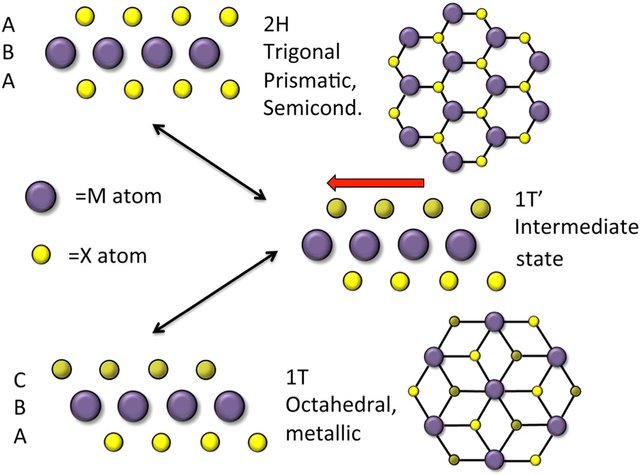 A
B
A
2H
Trigonal
Prismatic,
Semicond.
=M atom
=X atom
1T’
Intermediate
state
C
B
A
1T
Octahedral,
metallic